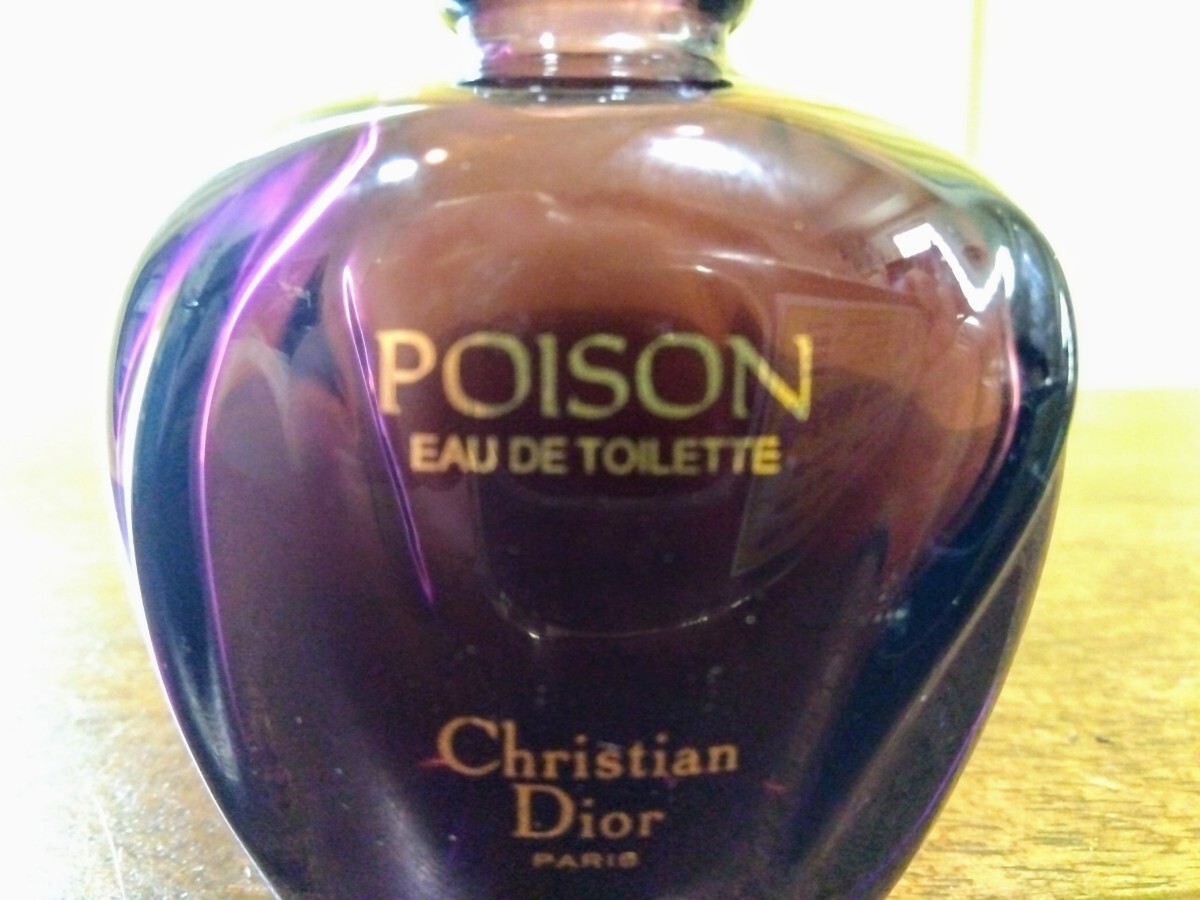 POISON
EAU DE TOILETTE
Christian
Dior
PARIS